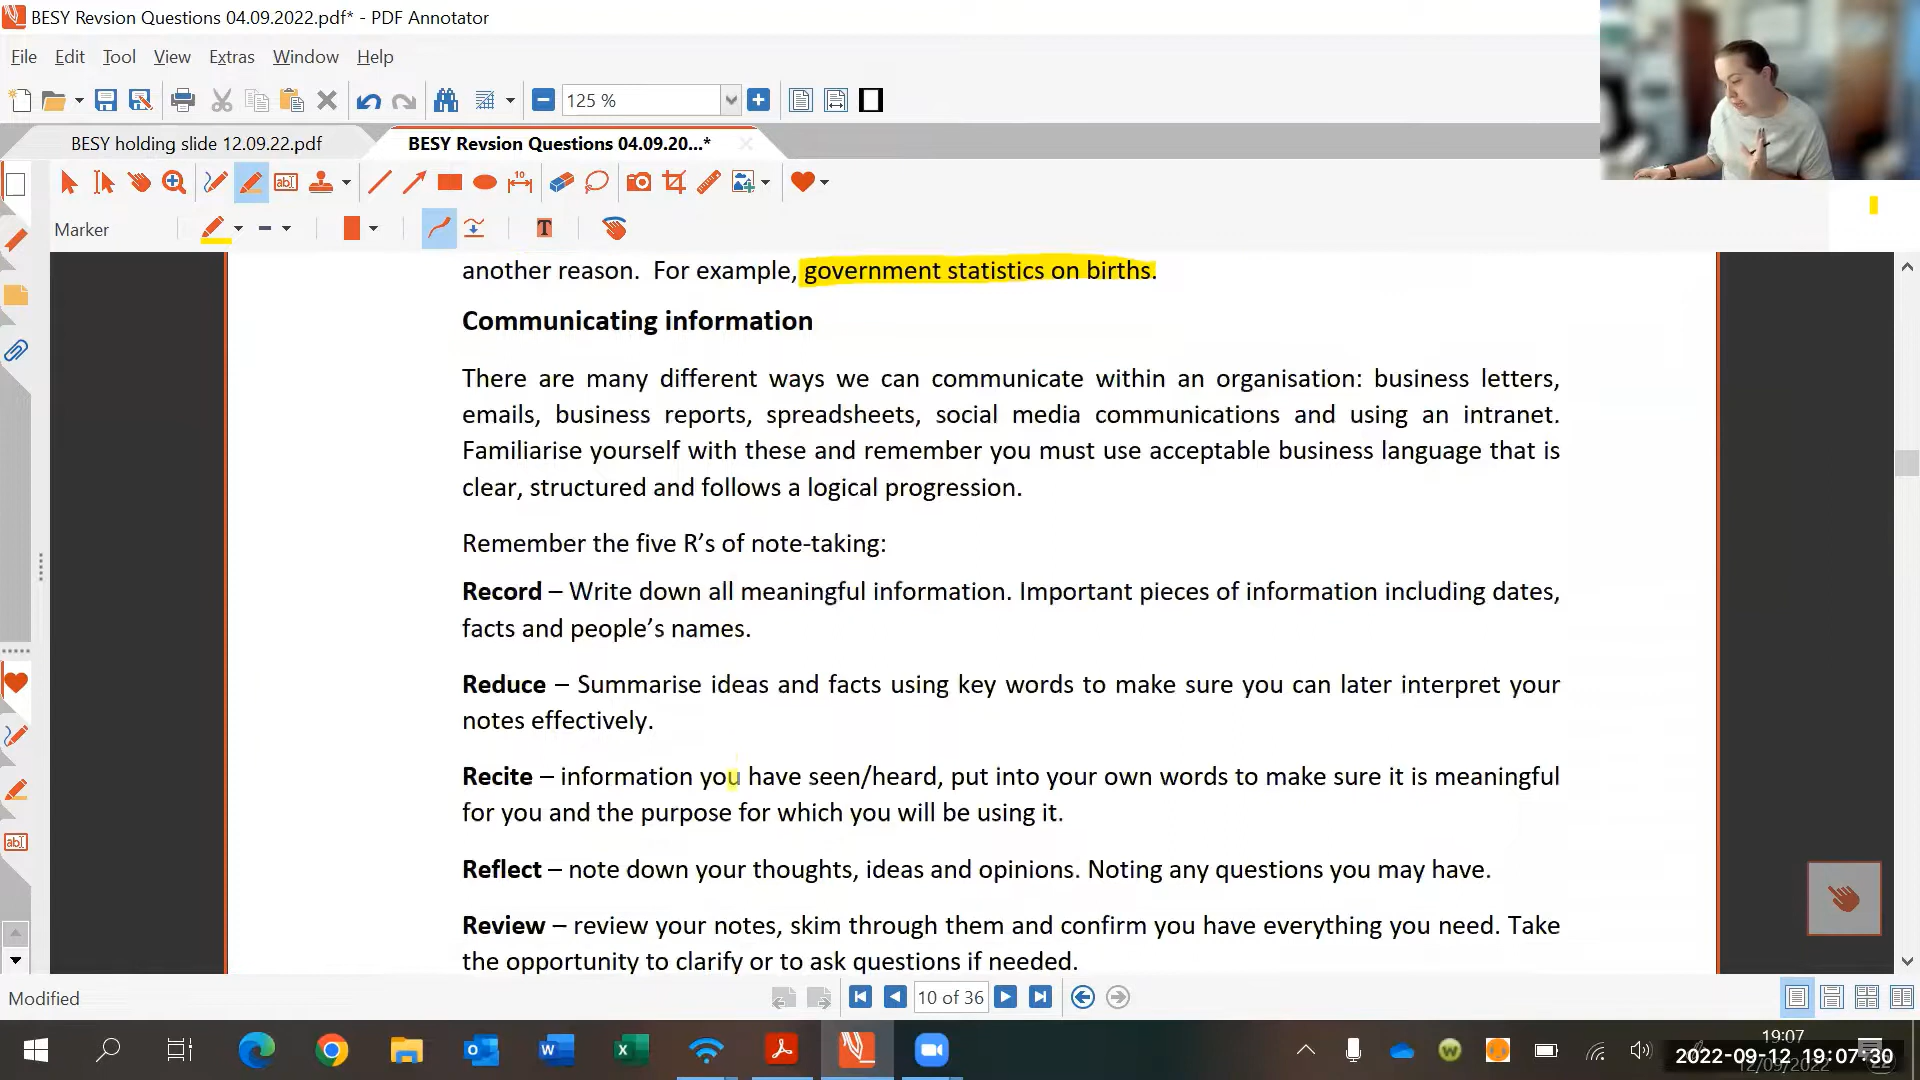 BESY Revsion Questions 04.09.2022.pdf* - PDF Annotator
File Edit Tool View Extras Window Help
125 %
BESY holding slide 12.09.22.pdf
BESY Revsion Questions 04.09.20...*
Marker
another reason. For example, government statistics on births.
Communicating information
There are many different ways we can communicate within an organisation: business letters,
emails, business reports, spreadsheets, social media communications and using an intranet.
Familiarise yourself with these and remember you must use acceptable business language that is
clear, structured and follows a logical progression.
Remember the five R’s of note-taking:
Record – Write down all meaningful information. Important pieces of information including dates,
facts and people’s names.
Reduce – Summarise ideas and facts using key words to make sure you can later interpret your
notes effectively.
Recite – information you have seen/heard, put into your own words to make sure it is meaningful
for you and the purpose for which you will be using it.
Reflect – note down your thoughts, ideas and opinions. Noting any questions you may have.
Review – review your notes, skim through them and confirm you have everything you need. Take
the opportunity to clarify or to ask questions if needed.
Modified
10 of 36
19:07
2022-09-12 19:07:30
12/09/2022
22